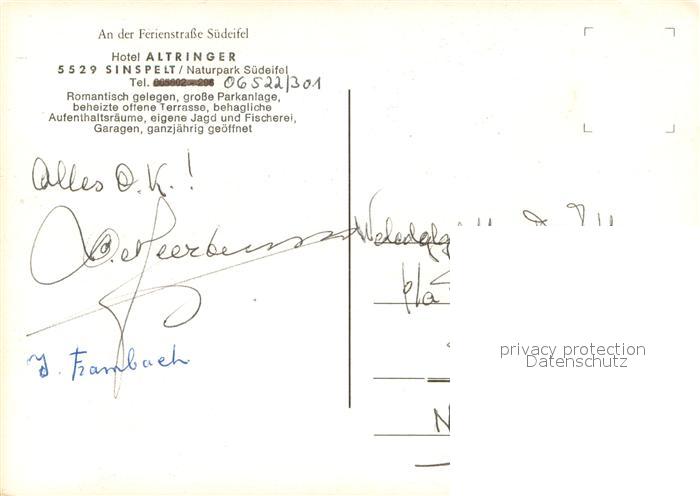 An der Ferienstraße Südeifel
Hotel ALTRINGER
5529 SINSPELT/Naturpark Südeifel
Tel. 06522/301
Romantisch gelegen, große Parkanlage,
beheizte offene Terrasse, behagliche
Aufenthaltsräume, eigene Jagd und Fischerei,
Garagen, ganzjährig geöffnet
Alles O.K.!
J. Frambach
privacy protection
Datenschutz